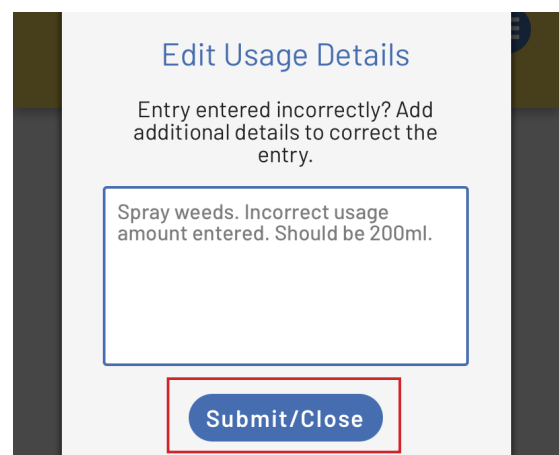 Edit Usage Details
Entry entered incorrectly? Add
additional details to correct the
entry.
Spray weeds. Incorrect usage
amount entered. Should be 200ml.
Submit/Close